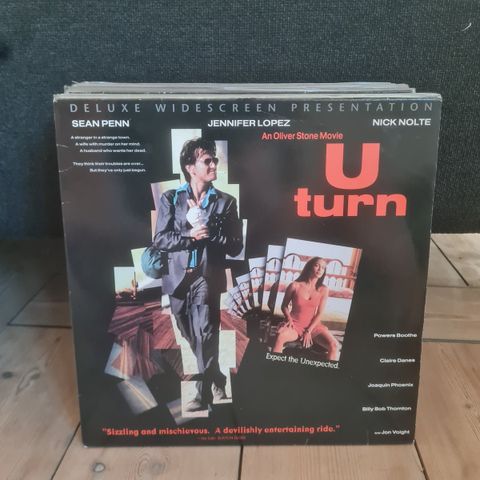 DELUXE WIDESCREEN PRESENTATION
SEAN PENN JENNIFER LOPEZ NICK NOLTE
A stranger in a strange town.
A wife with murder on her mind.
A husband who wants her dead.
They think their troubles are over...
But they've only just begun.
An Oliver Stone Movie
U
turn
Expect the Unexpected.
Powers Boothe
Claire Danes
Joaquin Phoenix
Billy Bob Thornton
AND Jon Voight
"Sizzling and mischievous. A devilishly entertaining ride."